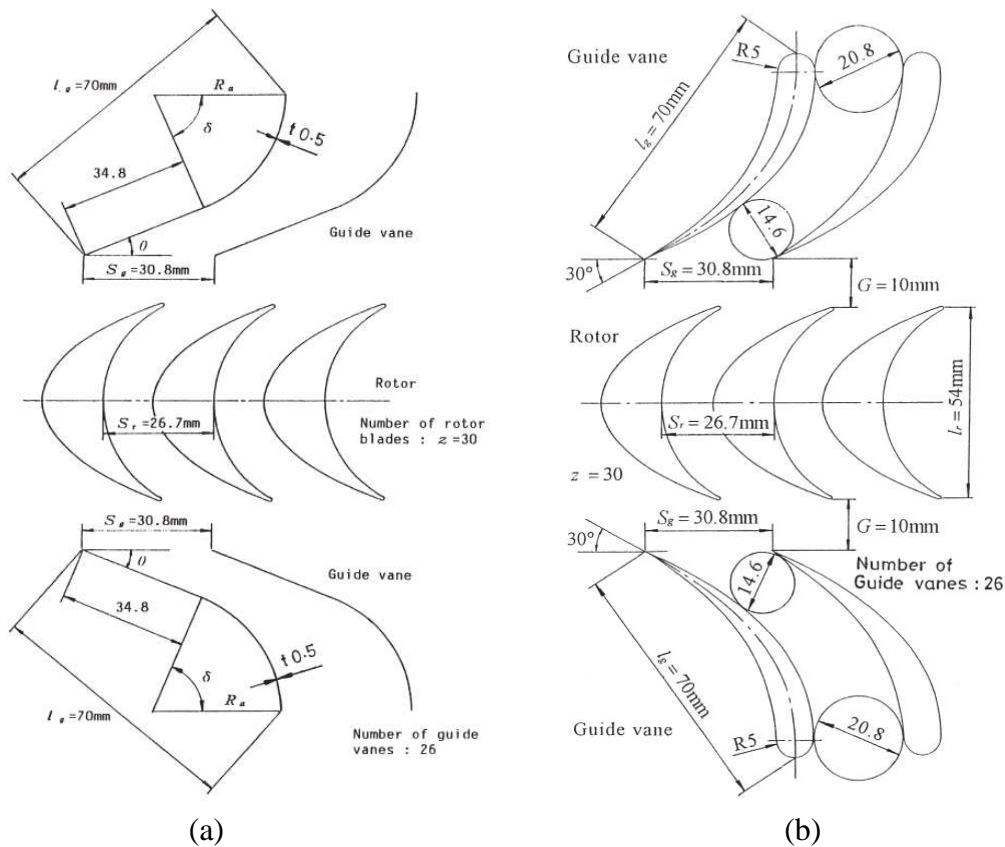 l g =70mm
R a
δ
t 0.5
34.8
θ
Guide vane
S g =30.8mm
Rotor
S r =26.7mm
Number of rotor
blades : z =30
S g =30.8mm
θ
Guide vane
34.8
t 0.5
δ
R a
l g =70mm
Number of guide
vanes : 26
(a)
Guide vane
R5
20.8
l g = 70mm
14.6
30°
S g = 30.8mm
G = 10mm
Rotor
S r = 26.7mm
l r = 54mm
z = 30
S g = 30.8mm
G = 10mm
30°
14.6
Number of
Guide vanes : 26
l g = 70mm
Guide vane
R5
20.8
(b)